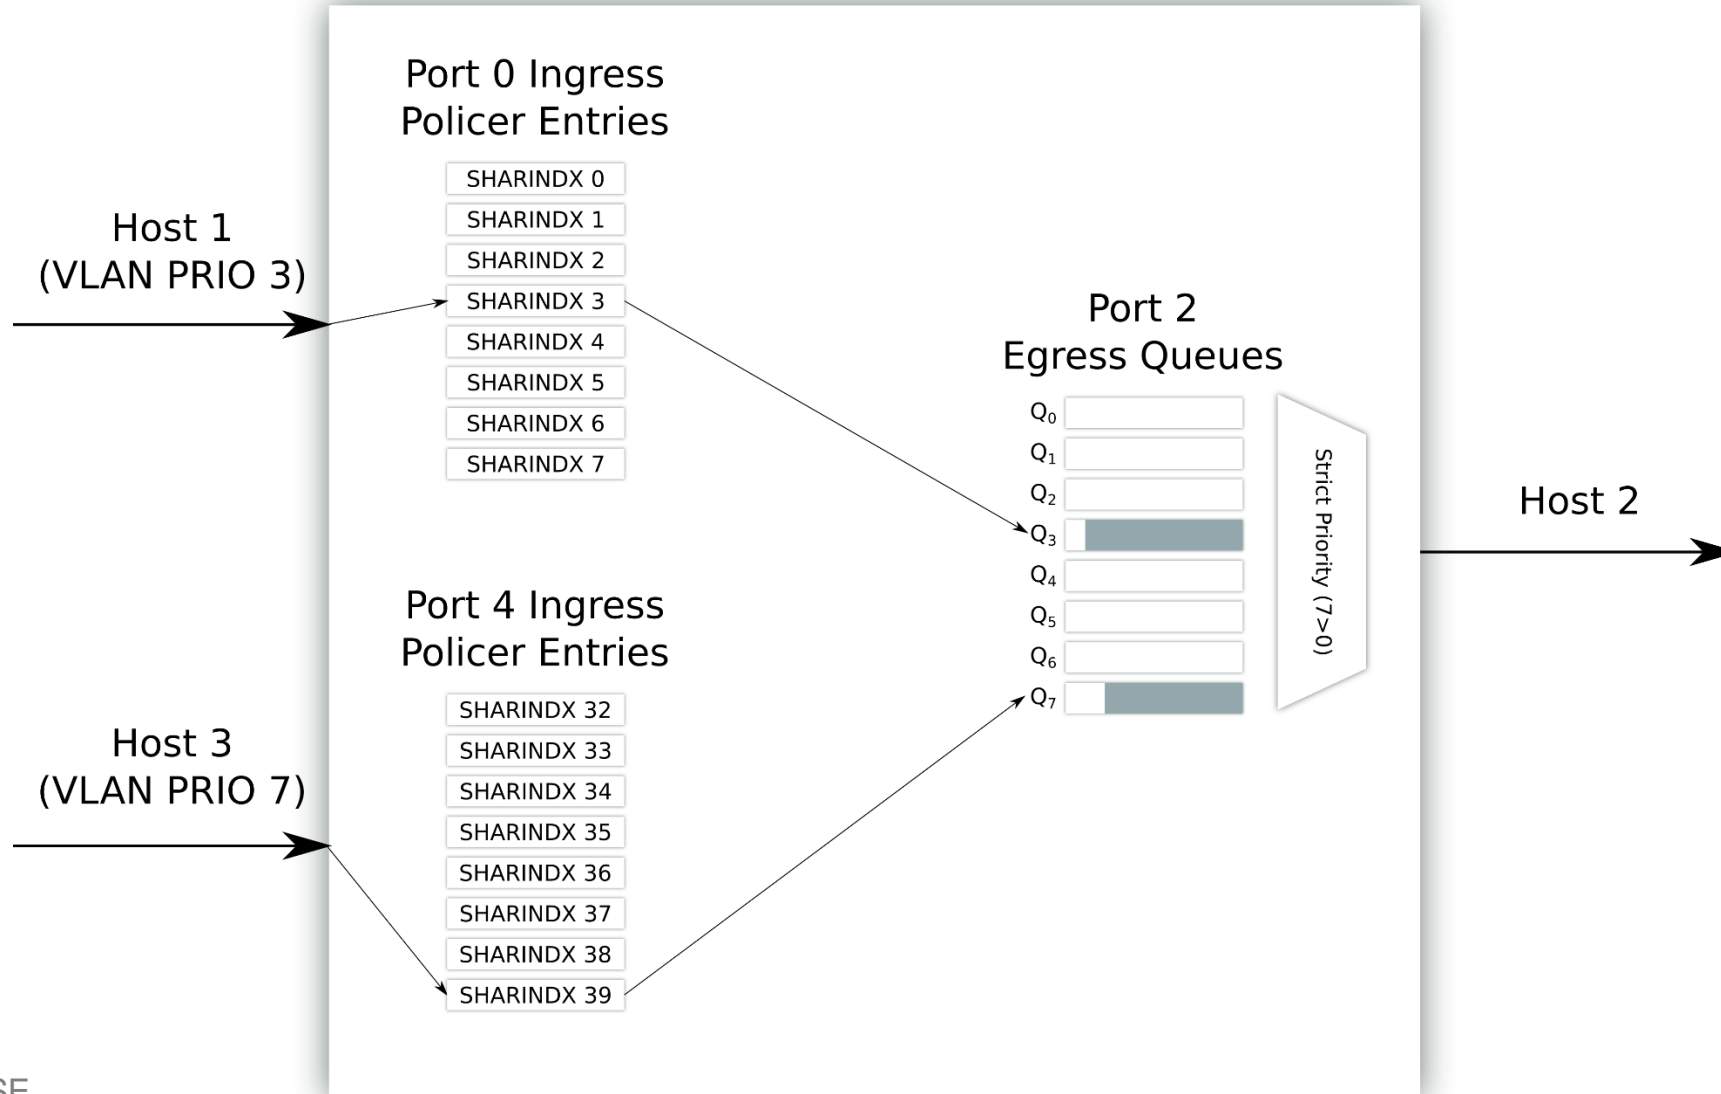 Port 0 Ingress
Policer Entries
SHARINDX 0
SHARINDX 1
SHARINDX 2
SHARINDX 3
SHARINDX 4
SHARINDX 5
SHARINDX 6
SHARINDX 7
Host 1
(VLAN PRIO 3)
Port 4 Ingress
Policer Entries
SHARINDX 32
SHARINDX 33
SHARINDX 34
SHARINDX 35
SHARINDX 36
SHARINDX 37
SHARINDX 38
SHARINDX 39
Host 3
(VLAN PRIO 7)
Port 2
Egress Queues
Q0
Q1
Q2
Q3
Q4
Q5
Q6
Q7
Strict Priority (7>0)
Host 2